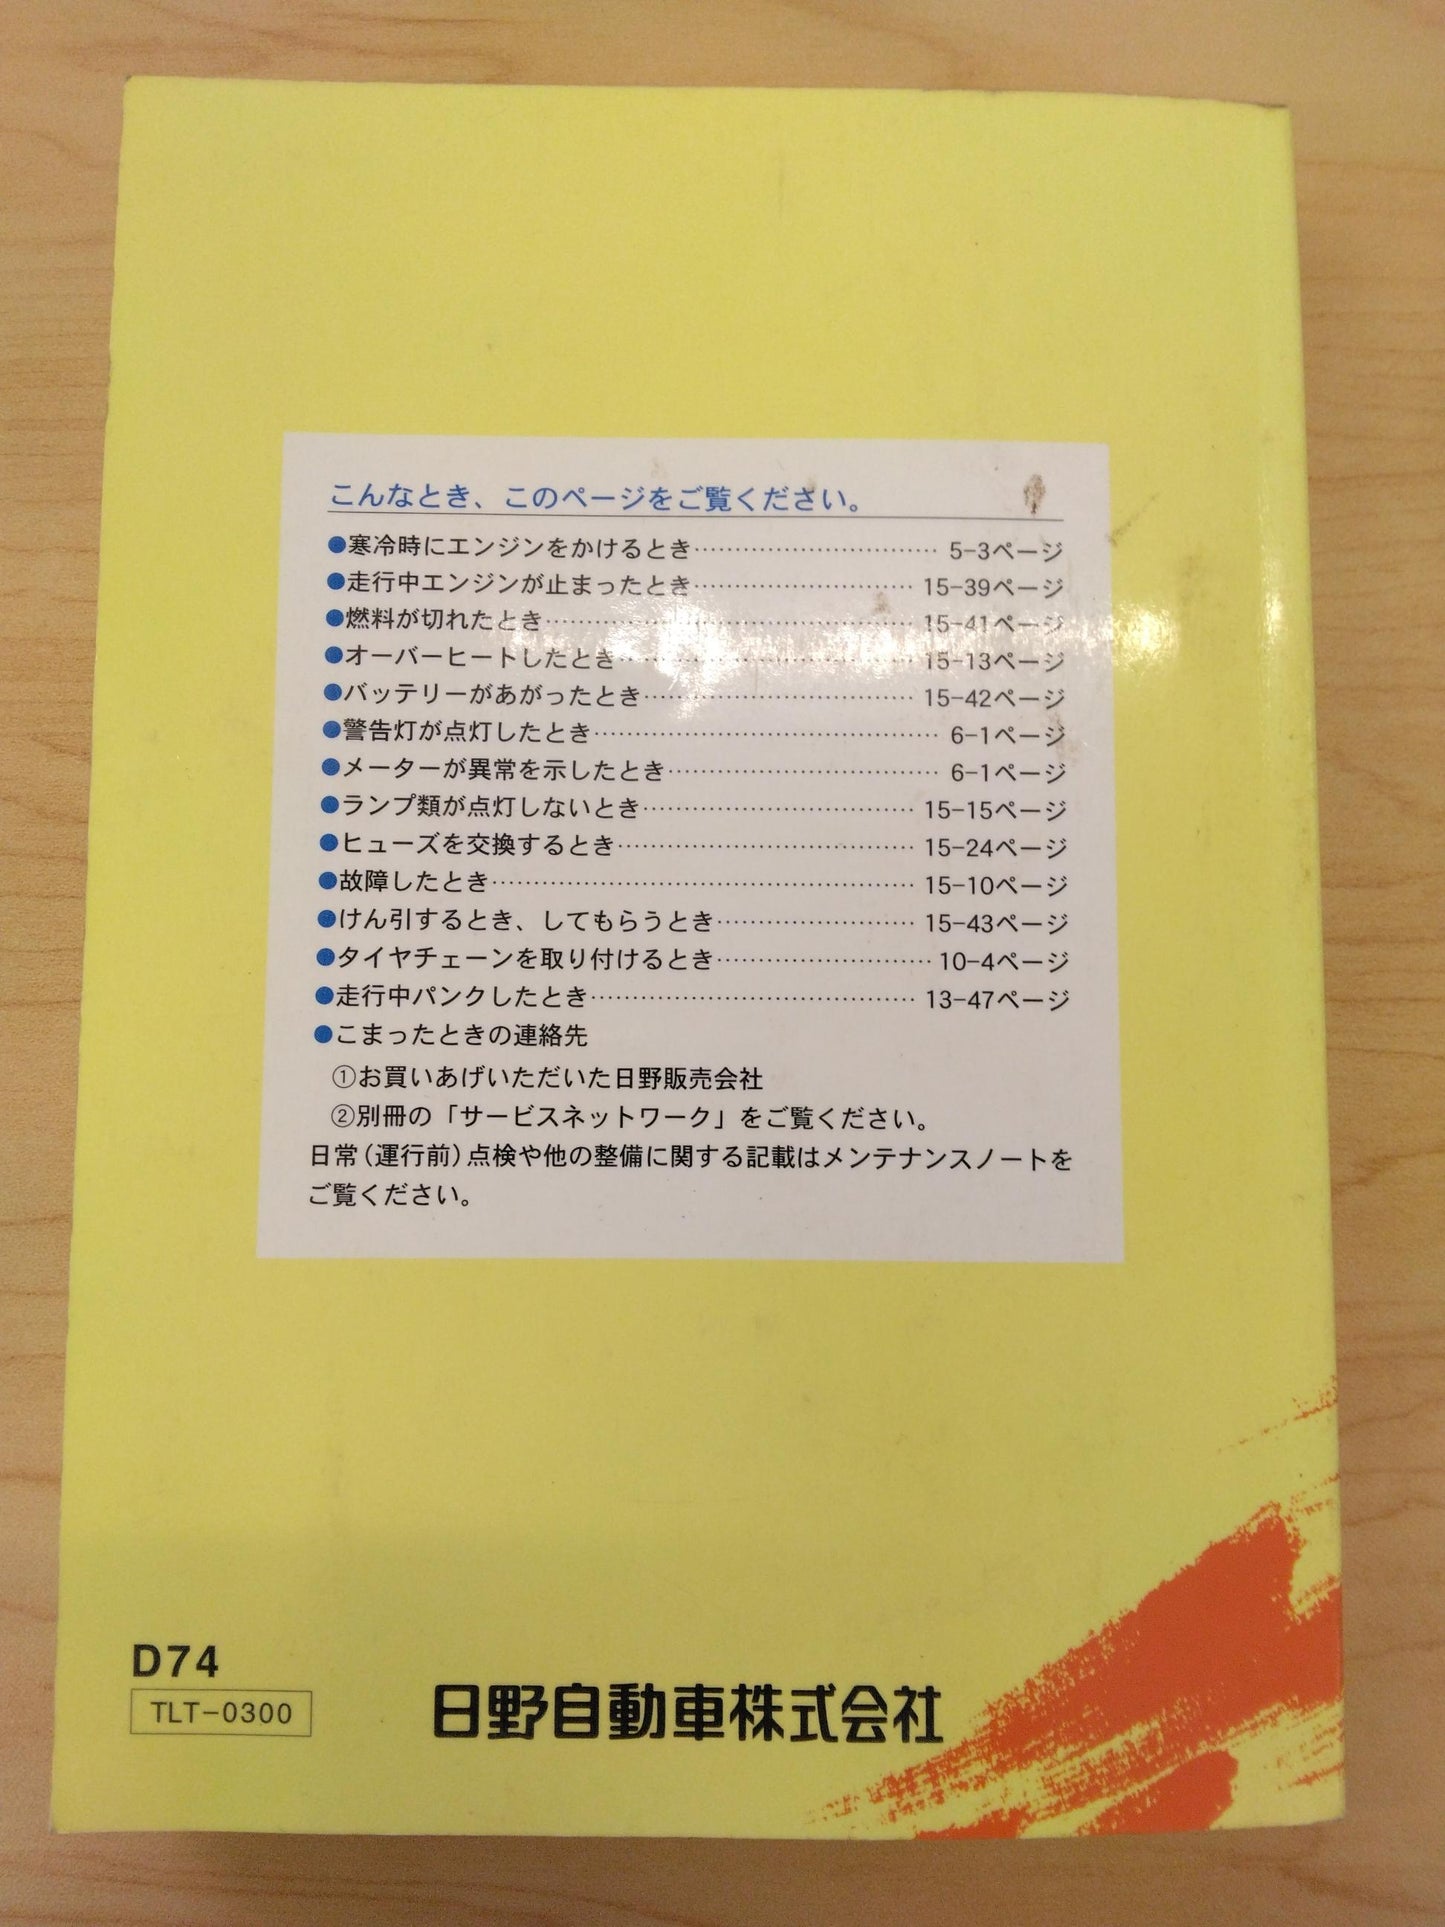 こんなとき、このページをご覧ください。
●寒冷時にエンジンをかけるとき…………………………5-3ページ
●走行中エンジンが止まったとき………………………15-39ページ
●燃料が切れたとき………………………………………15-41ページ
●オーバーヒートしたとき………………………………15-13ページ
●バッテリーがあがったとき……………………………15-42ページ
●警告灯が点灯したとき……………………………………6-1ページ
●メーターが異常を示したとき……………………………6-1ページ
●ランプ類が点灯しないとき……………………………15-15ページ
●ヒューズを交換するとき………………………………15-24ページ
●故障したとき……………………………………………15-10ページ
●けん引するとき、してもらうとき……………………15-43ページ
●タイヤチェーンを取り付けるとき………………………10-4ページ
●走行中パンクしたとき…………………………………13-47ページ
●こまったときの連絡先
①お買いあげいただいた日野販売会社
②別冊の「サービスネットワーク」をご覧ください。
日常(運行前)点検や他の整備に関する記載はメンテナンスノートを
ご覧ください。
D74
TLT-0300
日野自動車株式会社